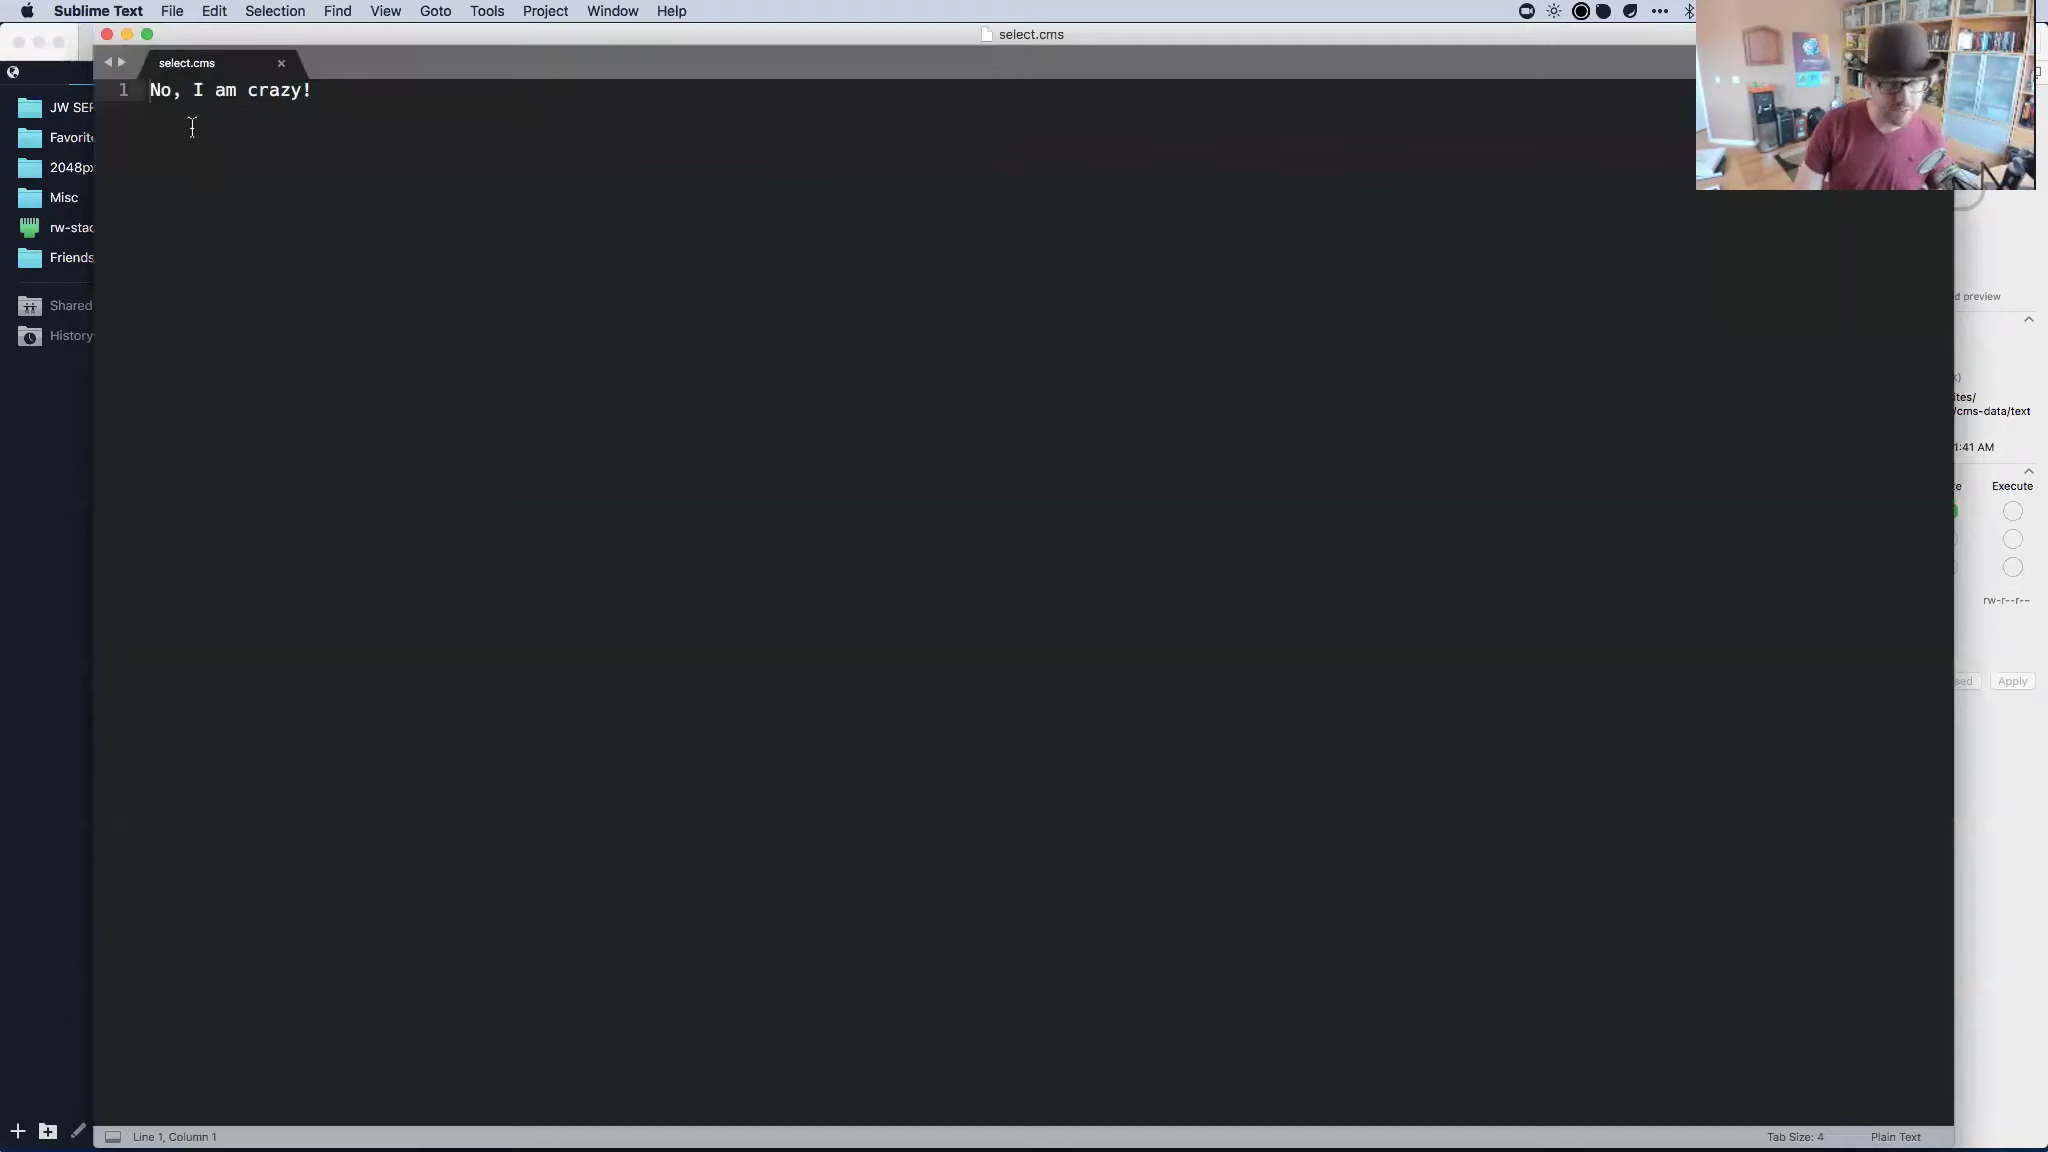 Sublime Text File Edit Selection Find View Goto Tools Project Window Help
select.cms
select.cms
1 No, I am crazy!
JW SER
Favorite
2048px
Misc
rw-stac
Friends
Shared
History
d preview
ites/
/cms-data/text
1:41 AM
Execute
rw-r--r--
Apply
Line 1, Column 1
Tab Size: 4
Plain Text